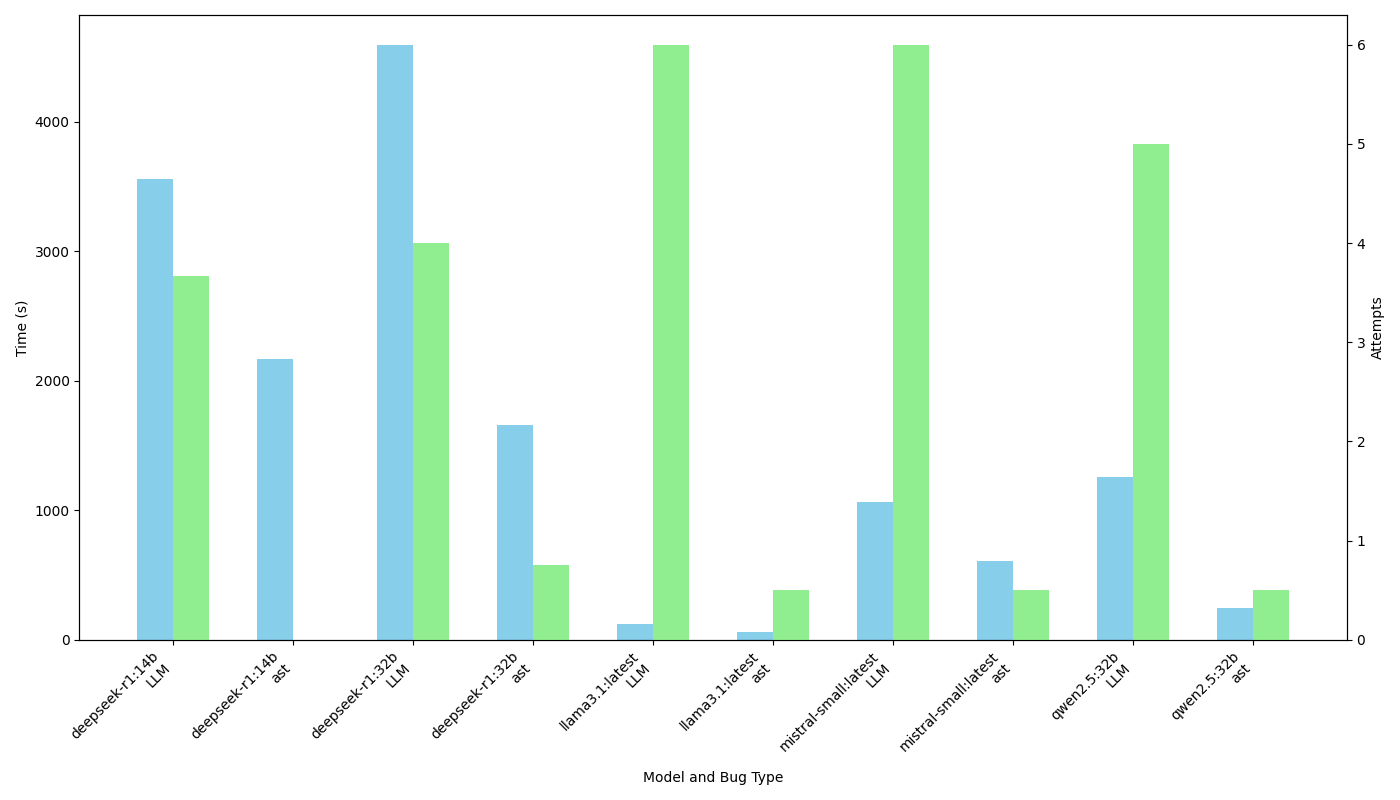 Time (s)
4000
3000
2000
1000
0
6
5
4
3
2
1
0
Attempts
deepseek-r1:14b
LLM
deepseek-r1:14b
ast
deepseek-r1:32b
LLM
deepseek-r1:32b
ast
llama3.1:latest
LLM
llama3.1:latest
ast
mistral-small:latest
LLM
mistral-small:latest
ast
qwen2.5:32b
LLM
qwen2.5:32b
ast
Model and Bug Type